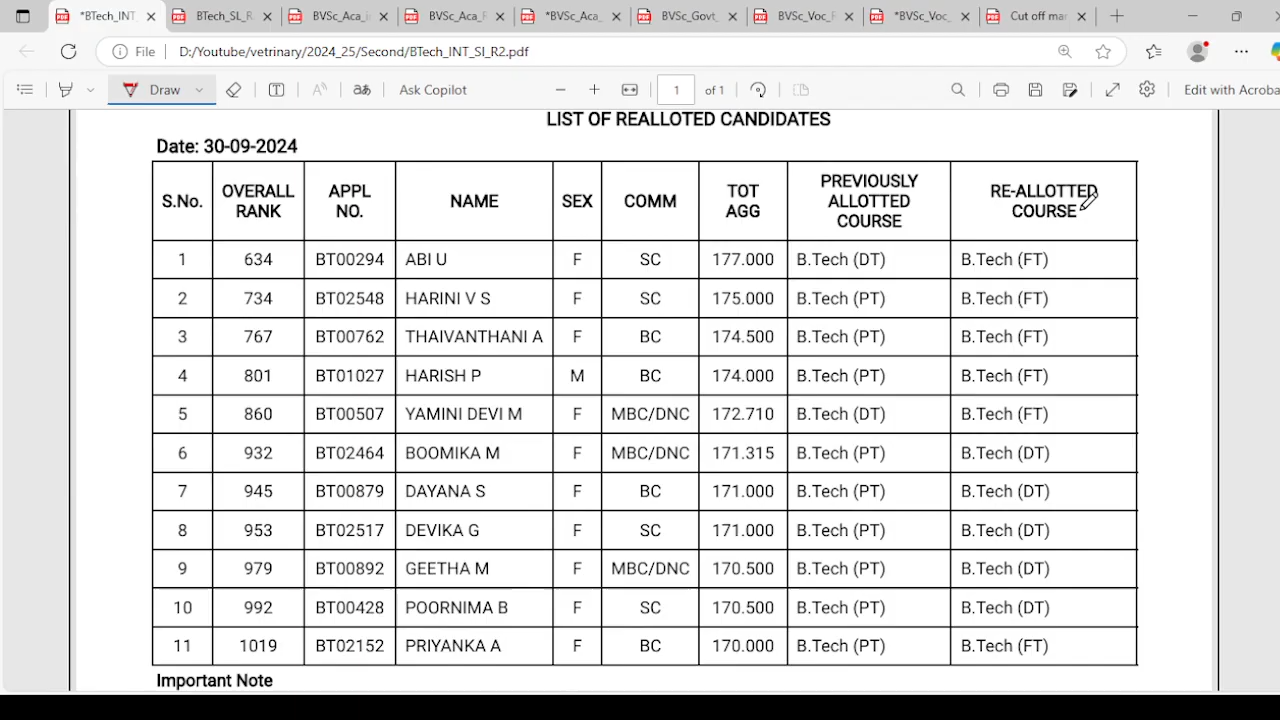 *BTech_INT
BTech_SL_R
BVSc_Aca_i
BVSc_Aca_R
*BVSc_Aca_
BVSc_Govt_
BVSc_Voc_R
*BVSc_Voc_
Cut off mar
File D:/Youtube/vetrinary/2024_25/Second/BTech_INT_SI_R2.pdf
Draw Ask Copilot 1 of 1 Edit with Acroba
LIST OF REALLOTED CANDIDATES
Date: 30-09-2024
S.No. OVERALL RANK APPL NO. NAME SEX COMM TOT AGG PREVIOUSLY ALLOTTED COURSE RE-ALLOTTED COURSE
1 634 BT00294 ABI U F SC 177.000 B.Tech (DT) B.Tech (FT)
2 734 BT02548 HARINI V S F SC 175.000 B.Tech (PT) B.Tech (FT)
3 767 BT00762 THAIVANTHANI A F BC 174.500 B.Tech (PT) B.Tech (FT)
4 801 BT01027 HARISH P M BC 174.000 B.Tech (PT) B.Tech (FT)
5 860 BT00507 YAMINI DEVI M F MBC/DNC 172.710 B.Tech (DT) B.Tech (FT)
6 932 BT02464 BOOMIKA M F MBC/DNC 171.315 B.Tech (PT) B.Tech (DT)
7 945 BT00879 DAYANA S F BC 171.000 B.Tech (PT) B.Tech (DT)
8 953 BT02517 DEVIKA G F SC 171.000 B.Tech (PT) B.Tech (DT)
9 979 BT00892 GEETHA M F MBC/DNC 170.500 B.Tech (PT) B.Tech (DT)
10 992 BT00428 POORNIMA B F SC 170.500 B.Tech (PT) B.Tech (DT)
11 1019 BT02152 PRIYANKA A F BC 170.000 B.Tech (PT) B.Tech (FT)
Important Note